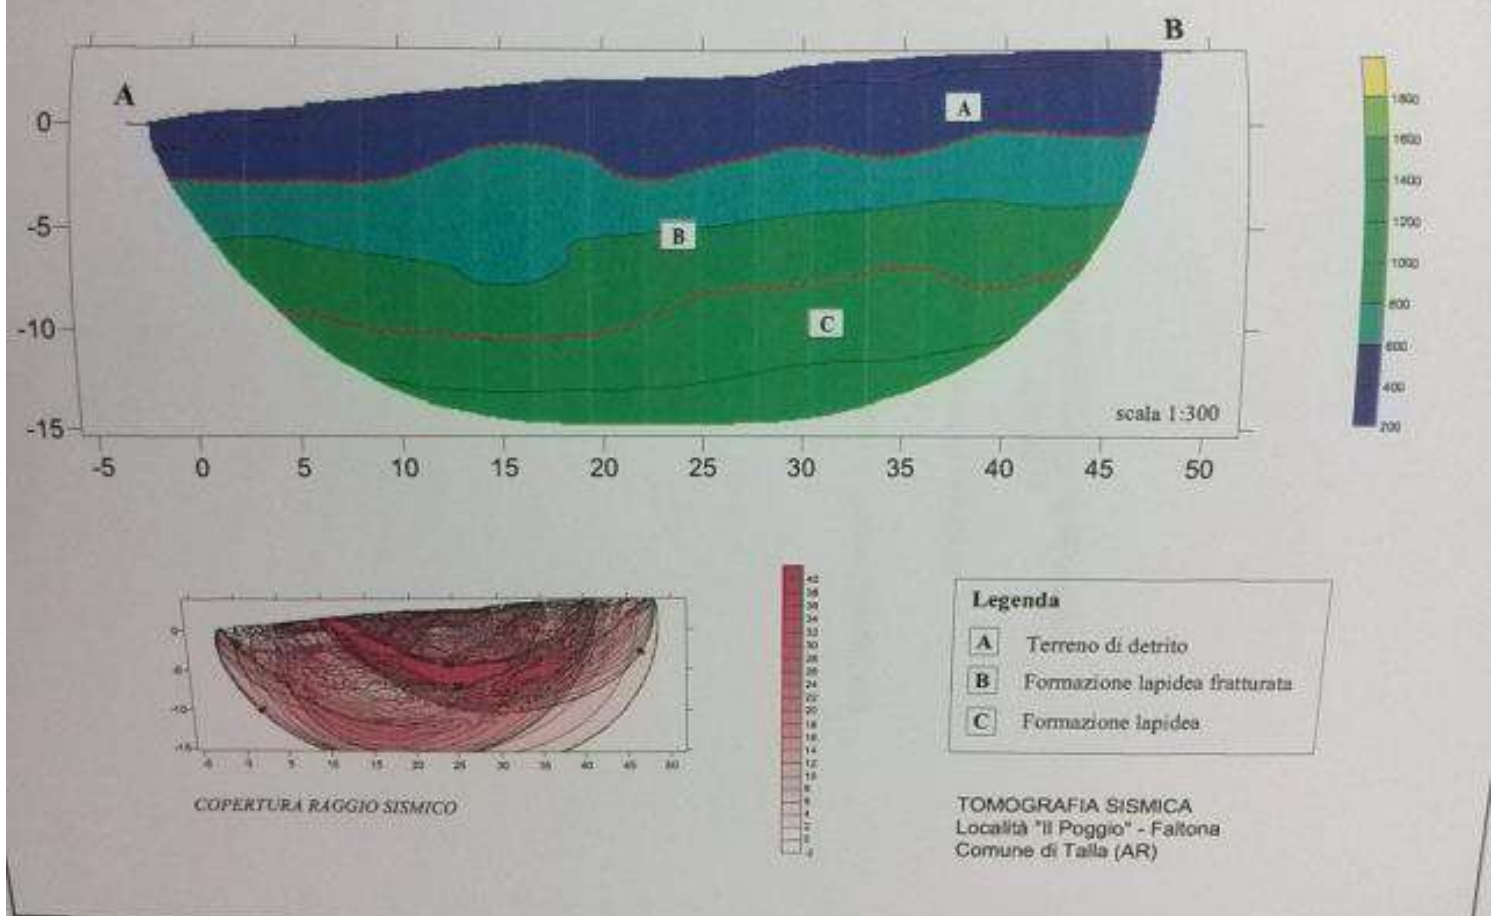 B
A
A
0
B
-5
C
-10
scala 1:300
-15
-5 0 5 10 15 20 25 30 35 40 45 50
1800
1600
1400
1200
1000
800
600
400
200
Legenda
A Terreno di detrito
B Formazione lapidea fratturata
C Formazione lapidea
COPERTURA RAGGIO SISMICO
TOMOGRAFIA SISMICA
Località "Il Poggio" - Faltona
Comune di Talla (AR)